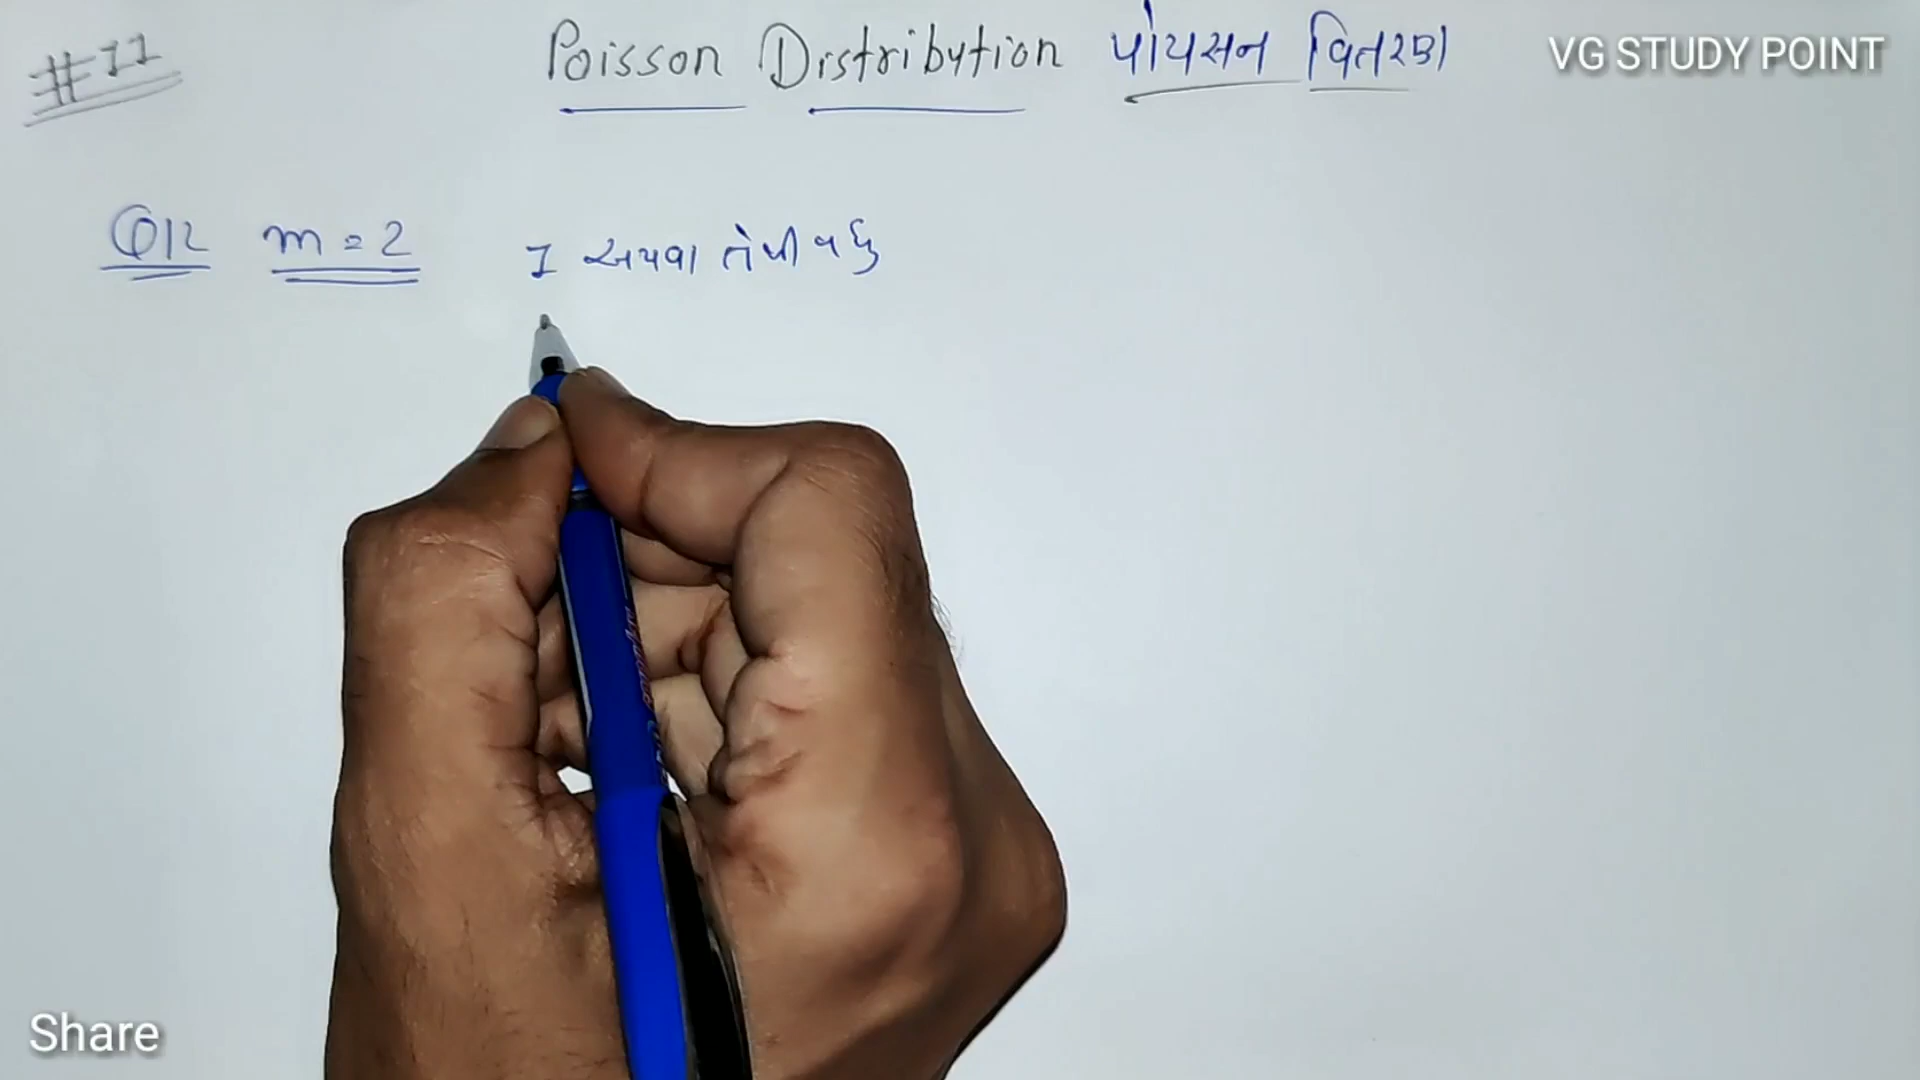 #11
Poisson Distribution પોયસન વિતરણ
VG STUDY POINT
Q12 m = 2 1 અથવા તેથી વધુ
Share